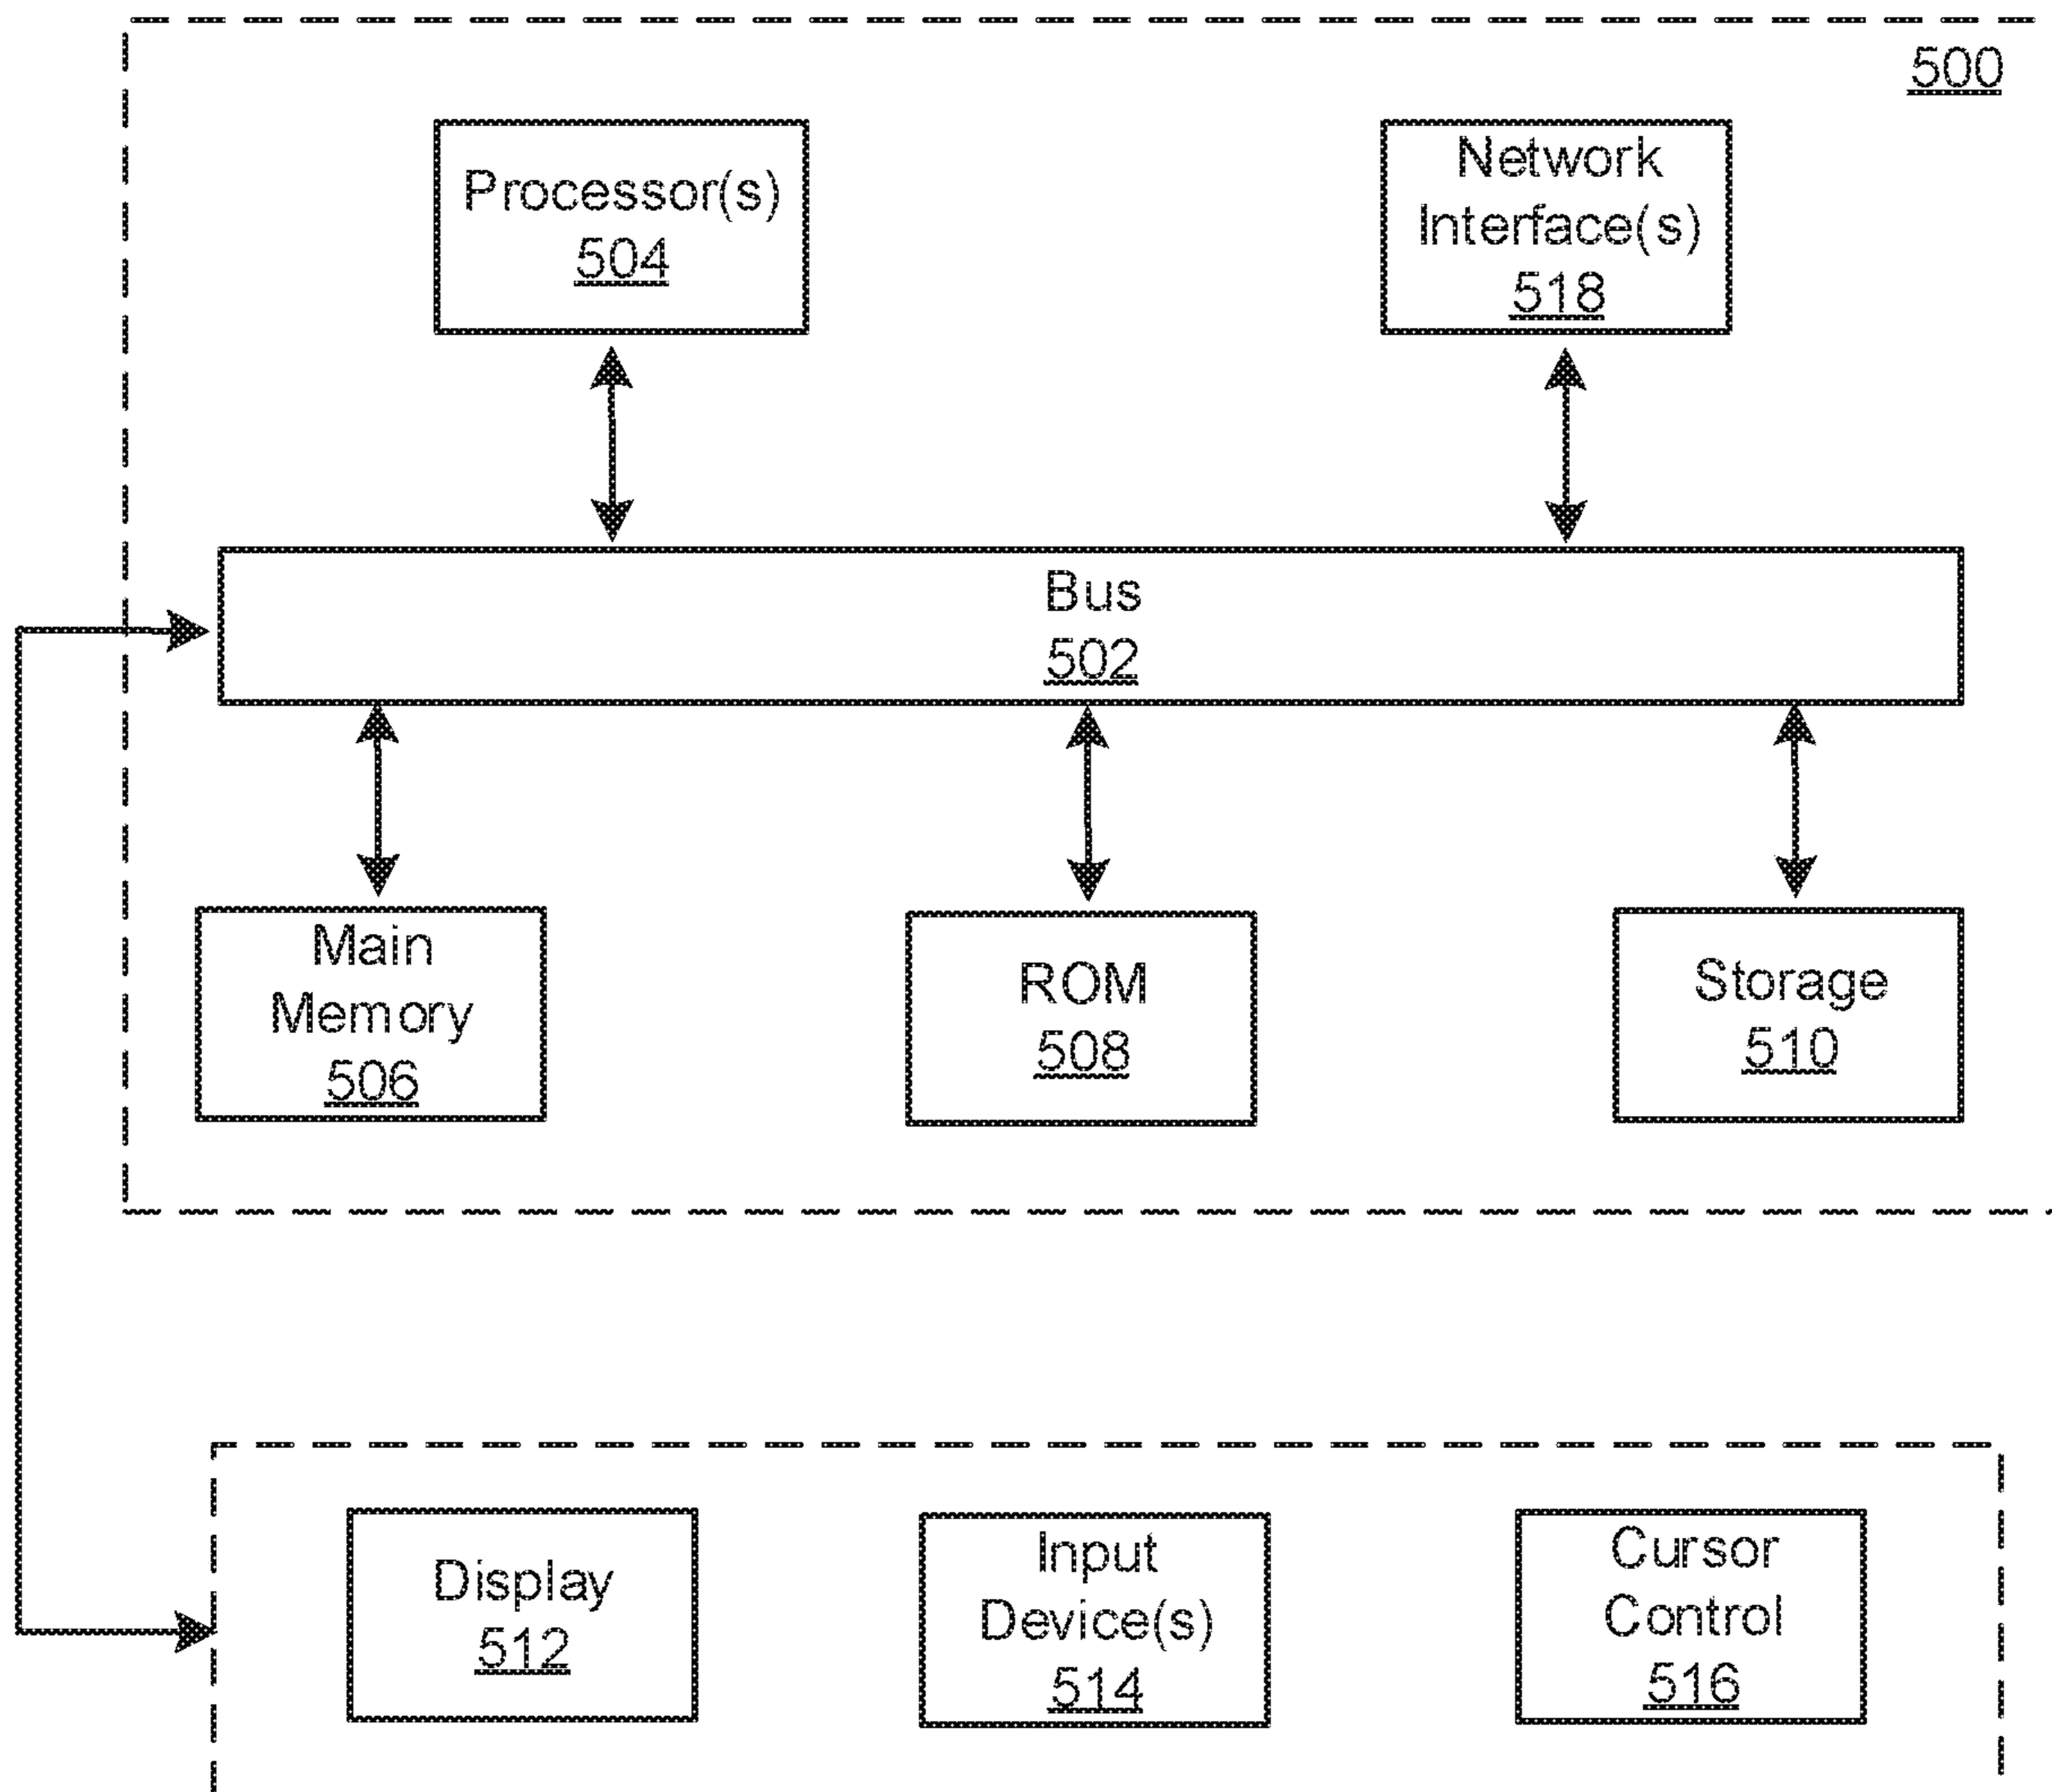 500
Processor(s)
504
Network
Interface(s)
518
Bus
502
Main
Memory
506
ROM
508
Storage
510
Display
512
Input
Device(s)
514
Cursor
Control
516